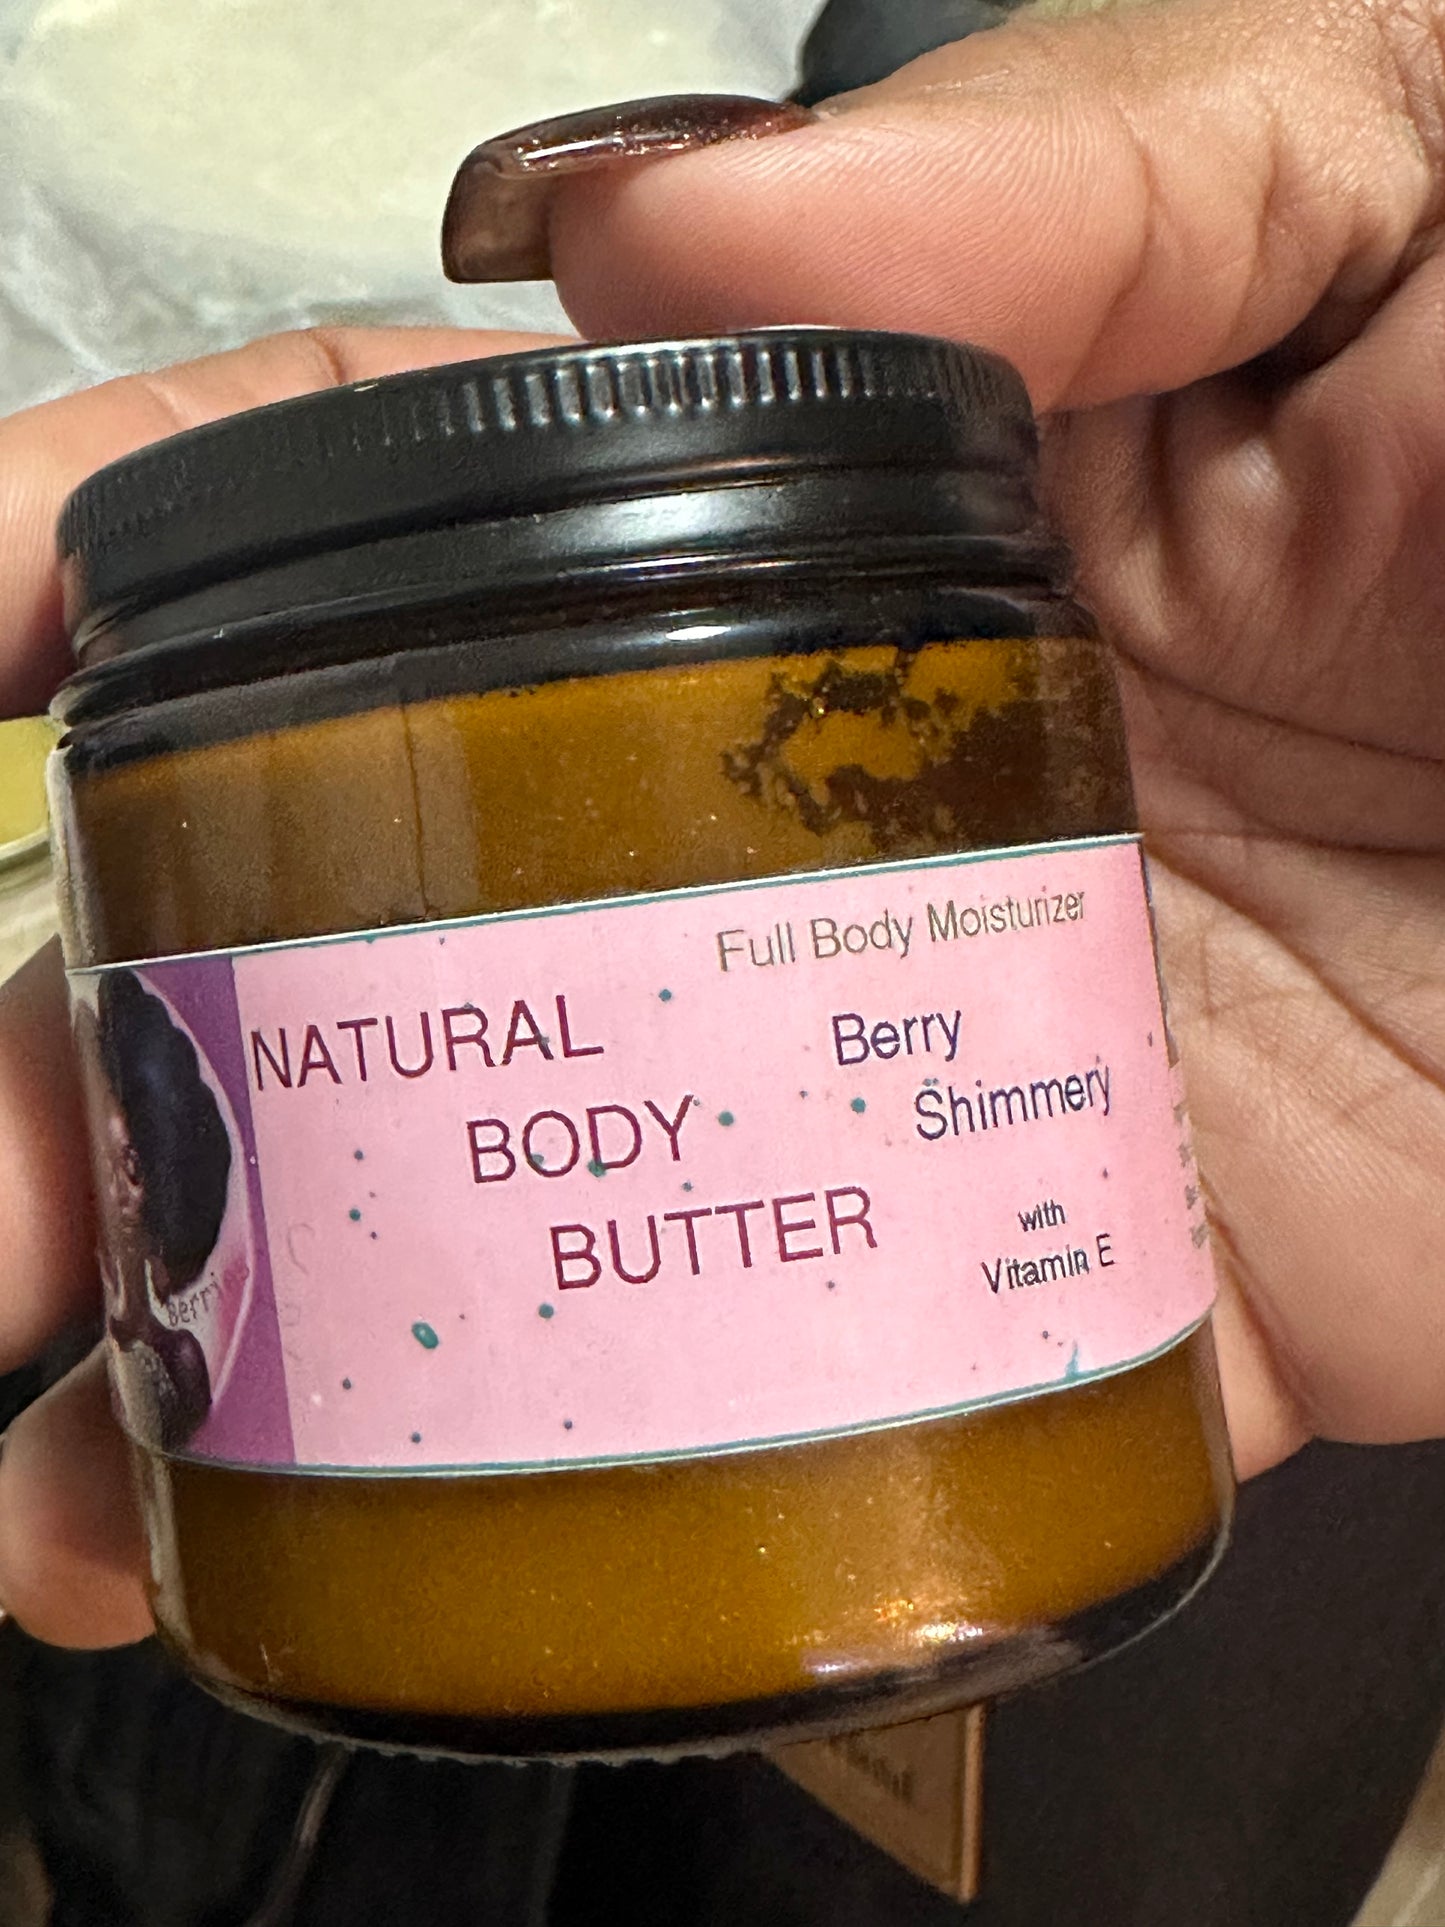 Full Body Moisturizer
NATURAL
BODY
BUTTER
Berry
Shimmery
with
Vitamin E